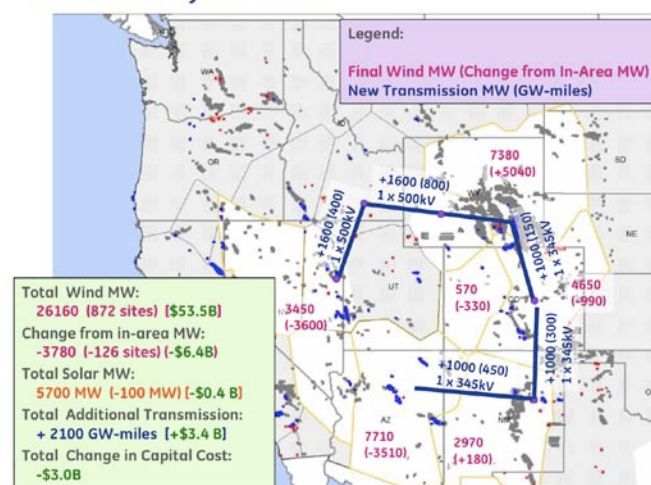 Legend:
Final Wind MW (Change from In-Area MW)
New Transmission MW (GW-miles)
WA
OR
ID
SD
NE
7380
(+5040)
+1600 (800)
1 x 500kV
+1600 (400)
1 x 500kV
+1000 (150)
1 x 345kV
570
(-330)
4650
(-990)
UT
3450
(-3600)
+1000 (300)
1 x 345kV
+1000 (450)
1 x 345kV
AZ
7710
(-3510)
2970
(+180)
Total Wind MW:
26160 (872 sites) [$53.5B]
Change from in-area MW:
-3780 (-126 sites) (-$6.4B)
Total Solar MW:
5700 MW (-100 MW) [-$0.4 B)
Total Additional Transmission:
+ 2100 GW-miles [+$3.4 B]
Total Change in Capital Cost:
-$3.0B